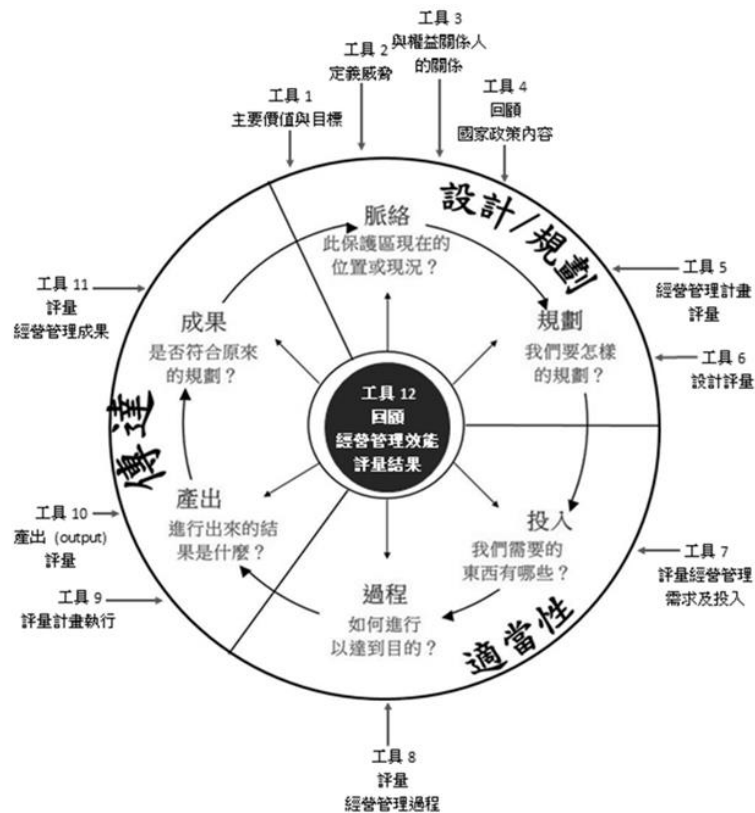 工具 3
與權益關係人
的關係
工具 2
定義威脅
工具 4
回顧
國家政策內容
工具 1
主要價值與目標
設計/規劃
脈絡
此保護區現在的
位置或現況？
工具 5
經營管理計畫
評量
工具 11
評量
經營管理成果
成果
是否符合原來
的規劃？
規劃
我們要怎樣
的規劃？
工具 6
設計評量
工具 12
回顧
經營管理效能
評量結果
傳達
產出
進行出來的結
果是什麼？
投入
我們需要的
東西有哪些？
工具 10
產出 (output)
評量
工具 7
評量經營管理
需求及投入
工具 9
評量計畫執行
過程
如何進行
以達到目的？
適當性
工具 8
評量
經營管理過程